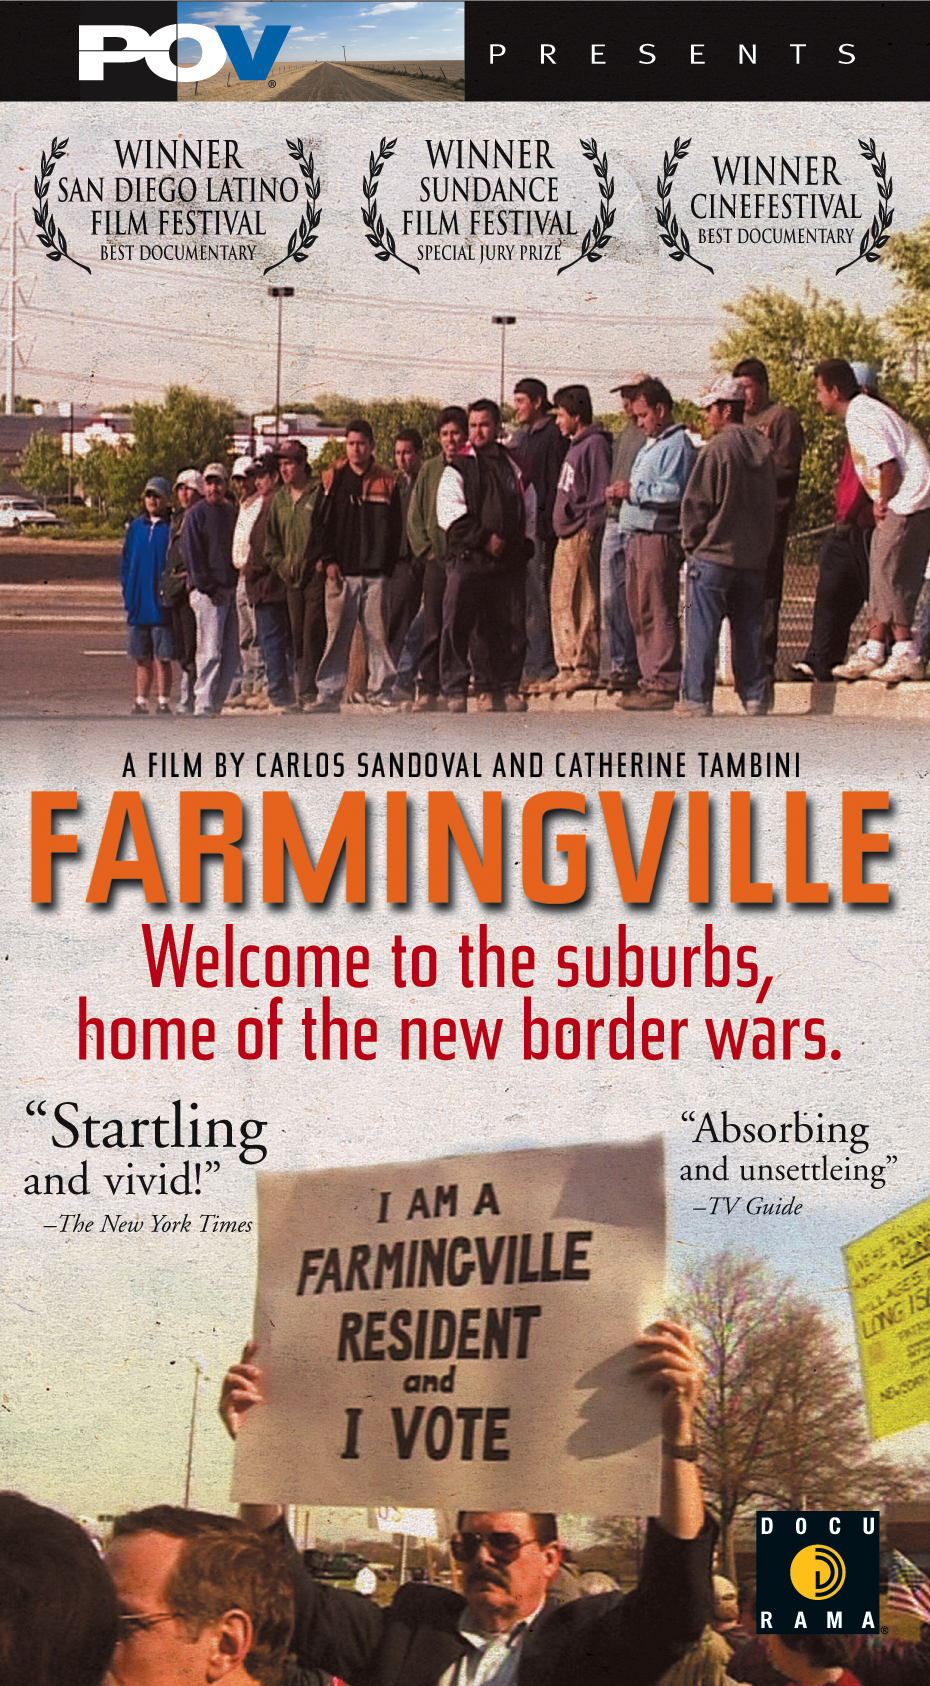 POV® PRESENTS
WINNER
SAN DIEGO LATINO
FILM FESTIVAL
BEST DOCUMENTARY
WINNER
SUNDANCE
FILM FESTIVAL
SPECIAL JURY PRIZE
WINNER
CINEFESTIVAL
BEST DOCUMENTARY
A FILM BY CARLOS SANDOVAL AND CATHERINE TAMBINI
FARMINGVILLE
Welcome to the suburbs,
home of the new border wars.
“Startling
and vivid!”
–The New York Times
“Absorbing
and unsettleing”
–TV Guide
I AM A
FARMINGVILLE
RESIDENT
and
I VOTE
LONG
DOCU
RAMA®